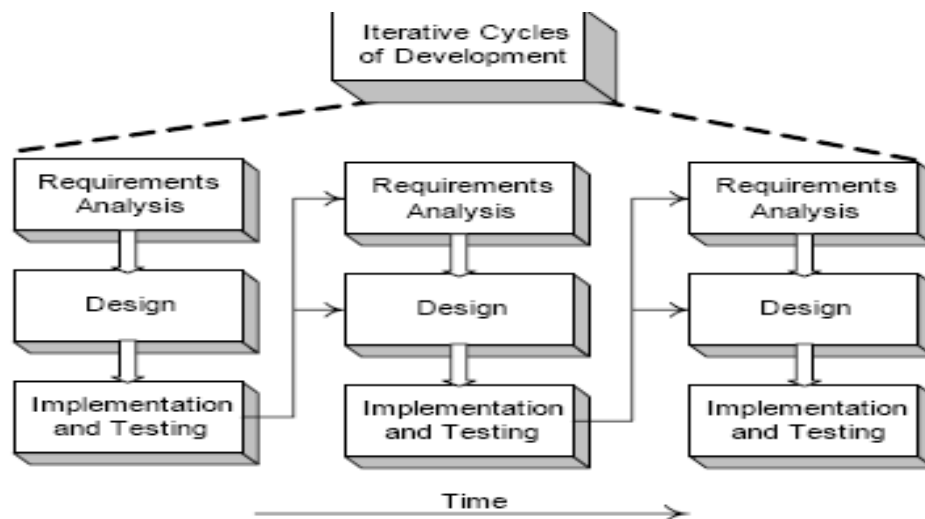 Iterative Cycles
of Development
Requirements
Analysis
Design
Implementation
and Testing
Requirements
Analysis
Design
Implementation
and Testing
Requirements
Analysis
Design
Implementation
and Testing
Time